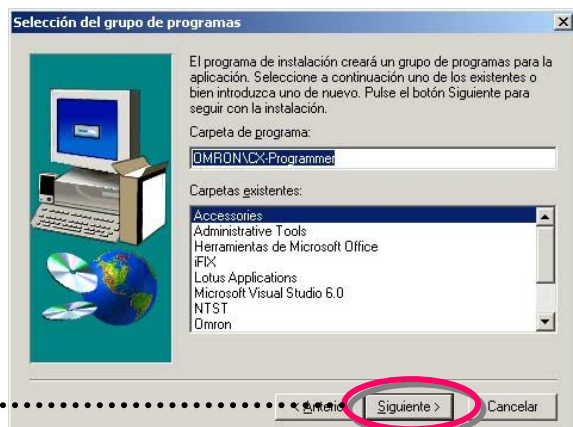 Selección del grupo de programas
El programa de instalación creará un grupo de programas para la
aplicación. Seleccione a continuación uno de los existentes o
bien introduzca uno de nuevo. Pulse el botón Siguiente para
seguir con la instalación.
Carpeta de programa:
OMRON\CX-Programmer
Carpetas existentes:
Accessories
Administrative Tools
Herramientas de Microsoft Office
iFIX
Lotus Applications
Microsoft Visual Studio 6.0
NTST
Omron
Siguiente > Cancelar